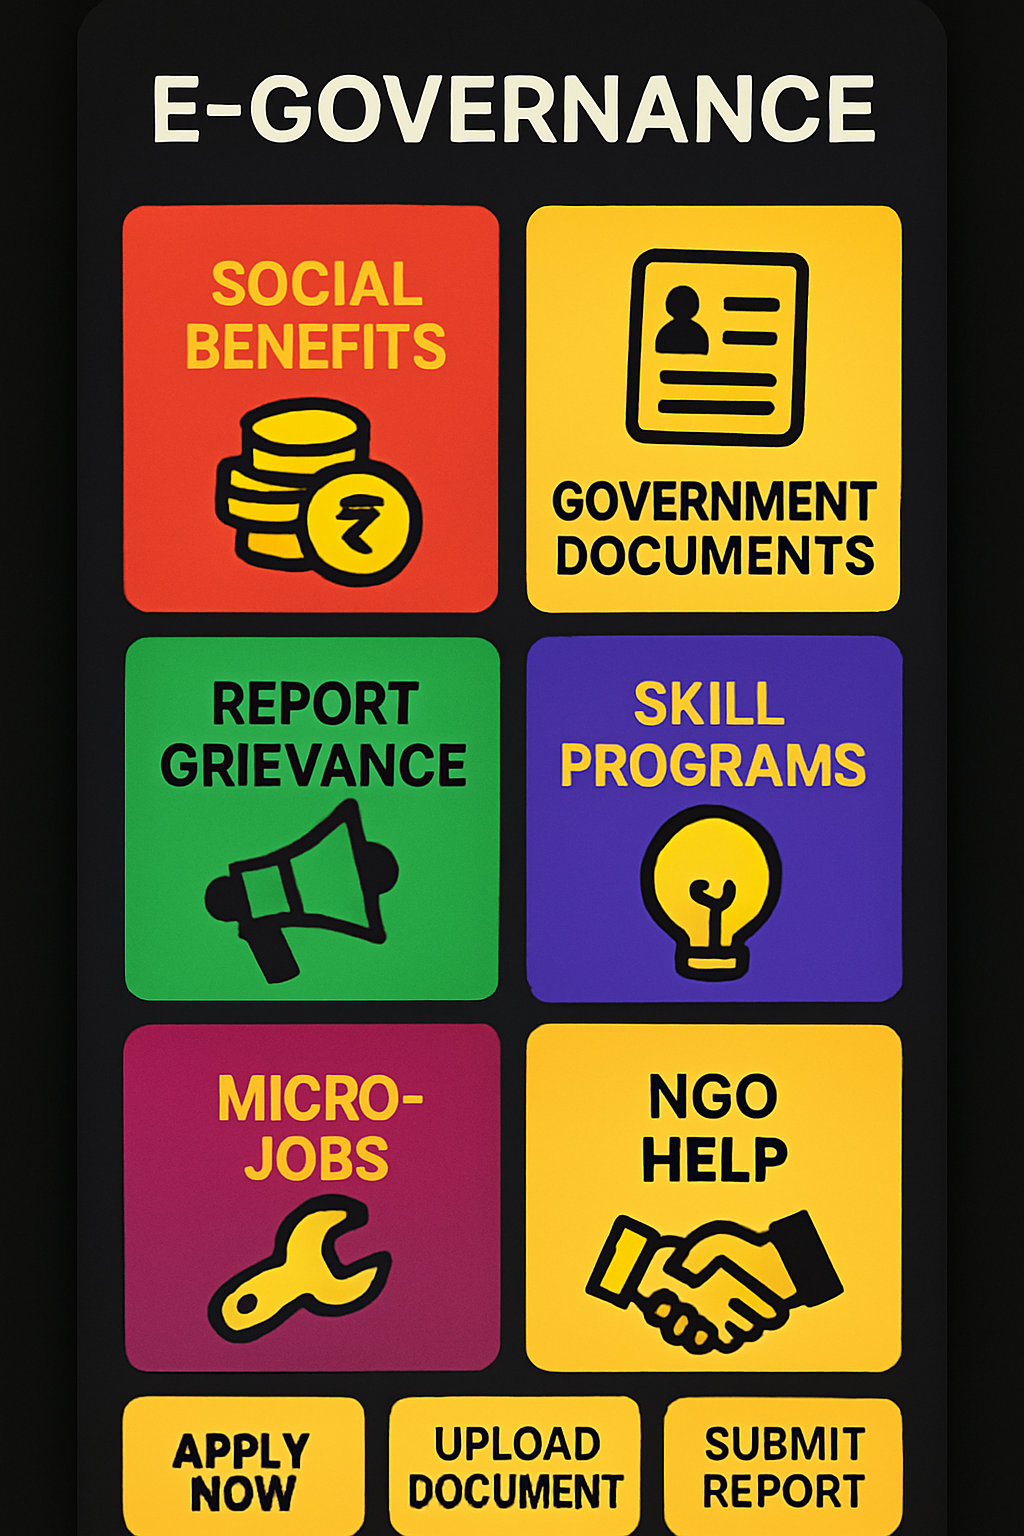 E-GOVERNANCE
SOCIAL
BENEFITS
₹
GOVERNMENT
DOCUMENTS
REPORT
GRIEVANCE
SKILL
PROGRAMS
MICRO-
JOBS
NGO
HELP
APPLY
NOW
UPLOAD
DOCUMENT
SUBMIT
REPORT